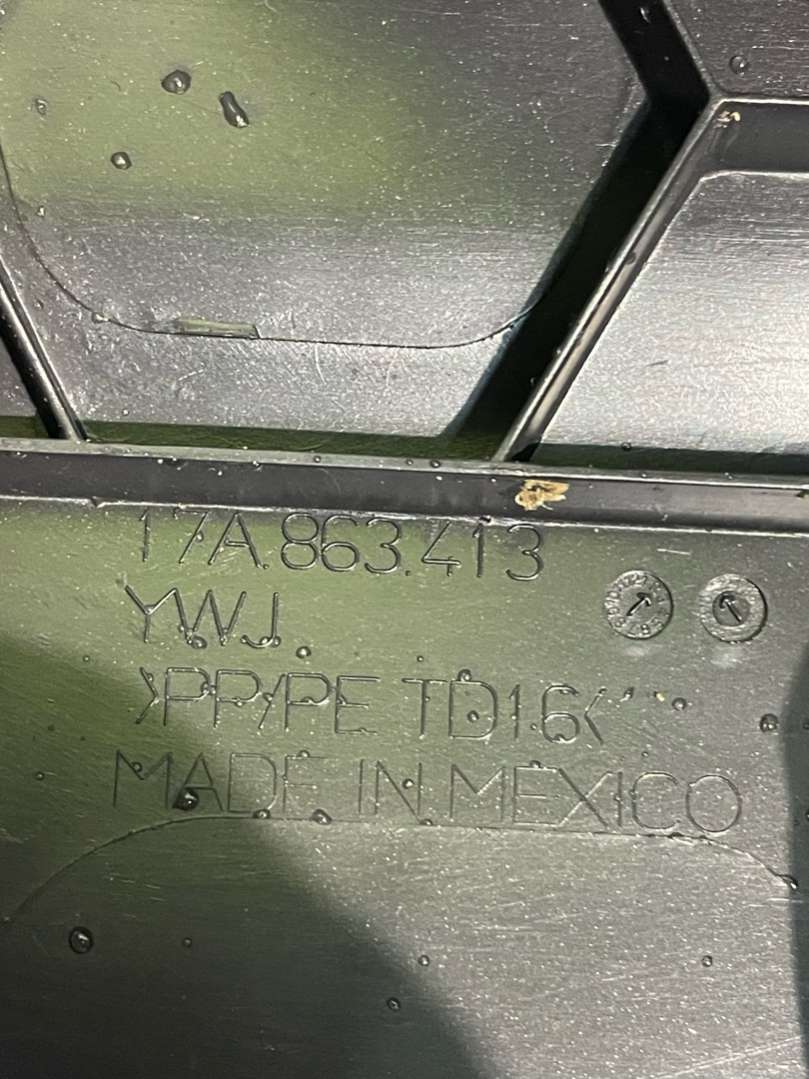 17A.863.413
YWJ
>PP/PE TD16<
MADE IN MEXICO